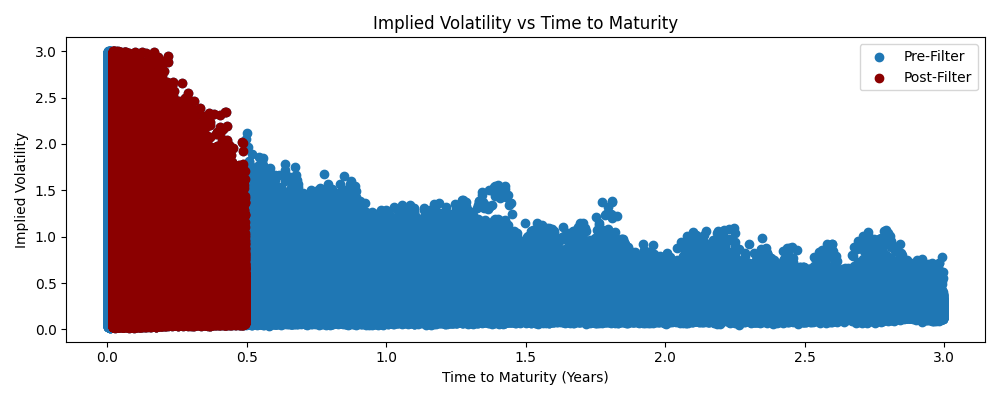 Implied Volatility vs Time to Maturity
Pre-Filter
Post-Filter
3.0
2.5
2.0
1.5
1.0
0.5
0.0
Implied Volatility
0.0 0.5 1.0 1.5 2.0 2.5 3.0
Time to Maturity (Years)